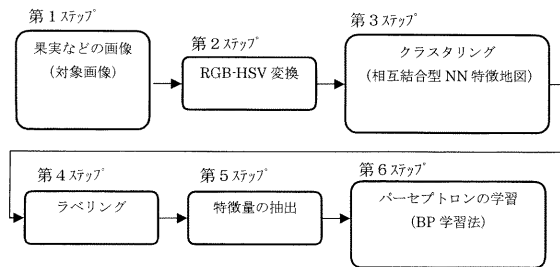 第１ステップ
果実などの画像
(対象画像)
第２ステップ
RGB-HSV 変換
第３ステップ
クラスタリング
(相互結合型 NN 特徴地図)
第４ステップ
ラベリング
第５ステップ
特徴量の抽出
第６ステップ
パーセプトロンの学習
(BP 学習法)